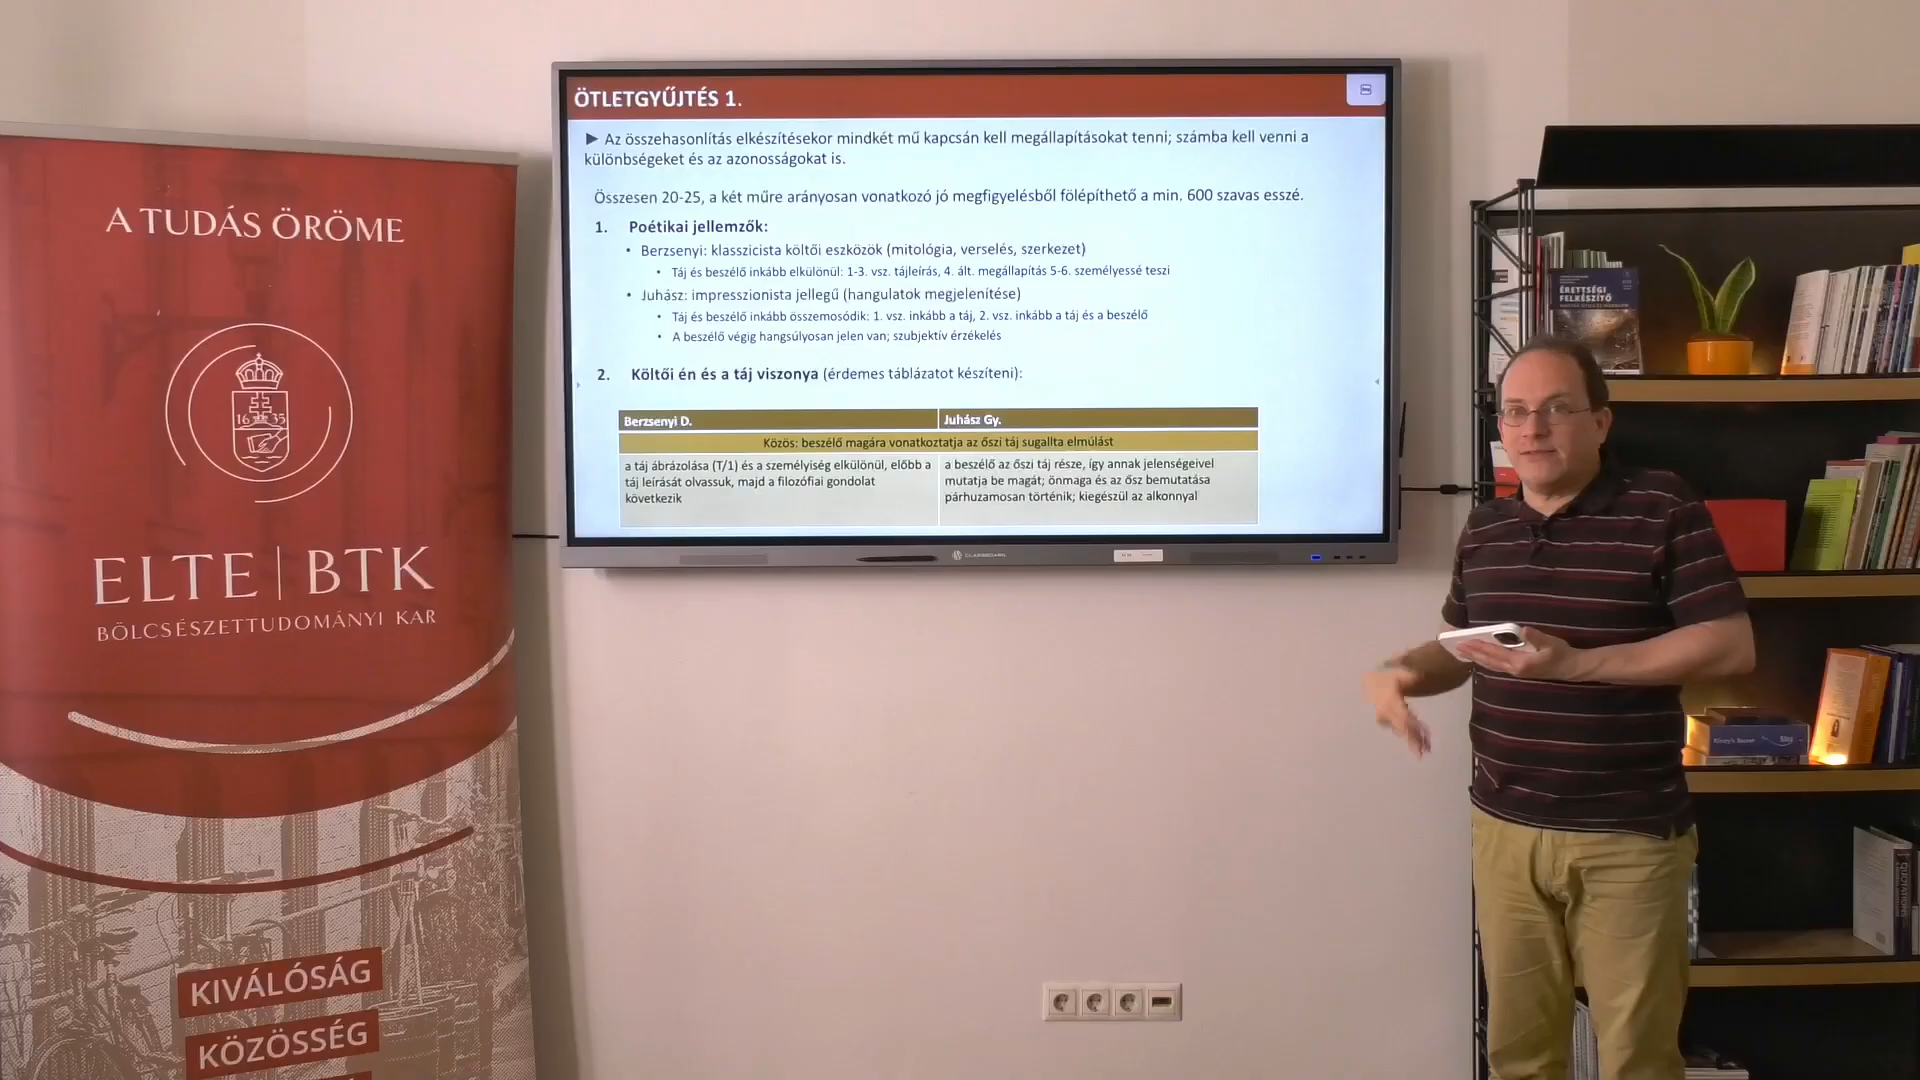 A TUDÁS ÖRÖME
16 35
ELTE | BTK
BÖLCSÉSZETTUDOMÁNYI KAR
KIVÁLÓSÁG
KÖZÖSSÉG
ÖTLETGYŰJTÉS 1.
► Az összehasonlítás elkészítésekor mindkét mű kapcsán kell megállapításokat tenni; számba kell venni a
különbségeket és az azonosságokat is.
Összesen 20-25, a két műre arányosan vonatkozó jó megfigyelésből fölépíthető a min. 600 szavas esszé.
1. Poétikai jellemzők:
• Berzsenyi: klasszicista költői eszközök (mitológia, verselés, szerkezet)
• Táj és beszélő inkább elkülönül: 1-3. vsz. tájleírás, 4. ált. megállapítás 5-6. személyessé teszi
• Juhász: impresszionista jellegű (hangulatok megjelenítése)
• Táj és beszélő inkább összemosódik: 1. vsz. inkább a táj, 2. vsz. inkább a táj és a beszélő
• A beszélő végig hangsúlyosan jelen van; szubjektív érzékelés
2. Költői én és a táj viszonya (érdemes táblázatot készíteni):
Berzsenyi D.
Juhász Gy.
Közös: beszélő magára vonatkoztatja az őszi táj sugallta elmúlást
a táj ábrázolása (T/1) és a személyiség elkülönül, előbb a
táj leírását olvassuk, majd a filozófiai gondolat
következik
a beszélő az őszi táj része, így annak jelenségeivel
mutatja be magát; önmaga és az ősz bemutatása
párhuzamosan történik; kiegészül az alkonnyal
CLASSBOARD
ÉRETTSÉGI
FELKÉSZÍTŐ